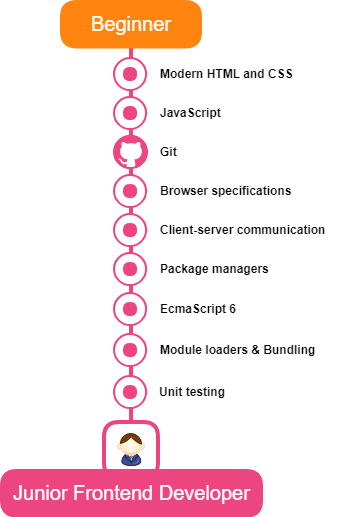 Beginner
Modern HTML and CSS
JavaScript
Git
Browser specifications
Client-server communication
Package managers
EcmaScript 6
Module loaders & Bundling
Unit testing
Junior Frontend Developer